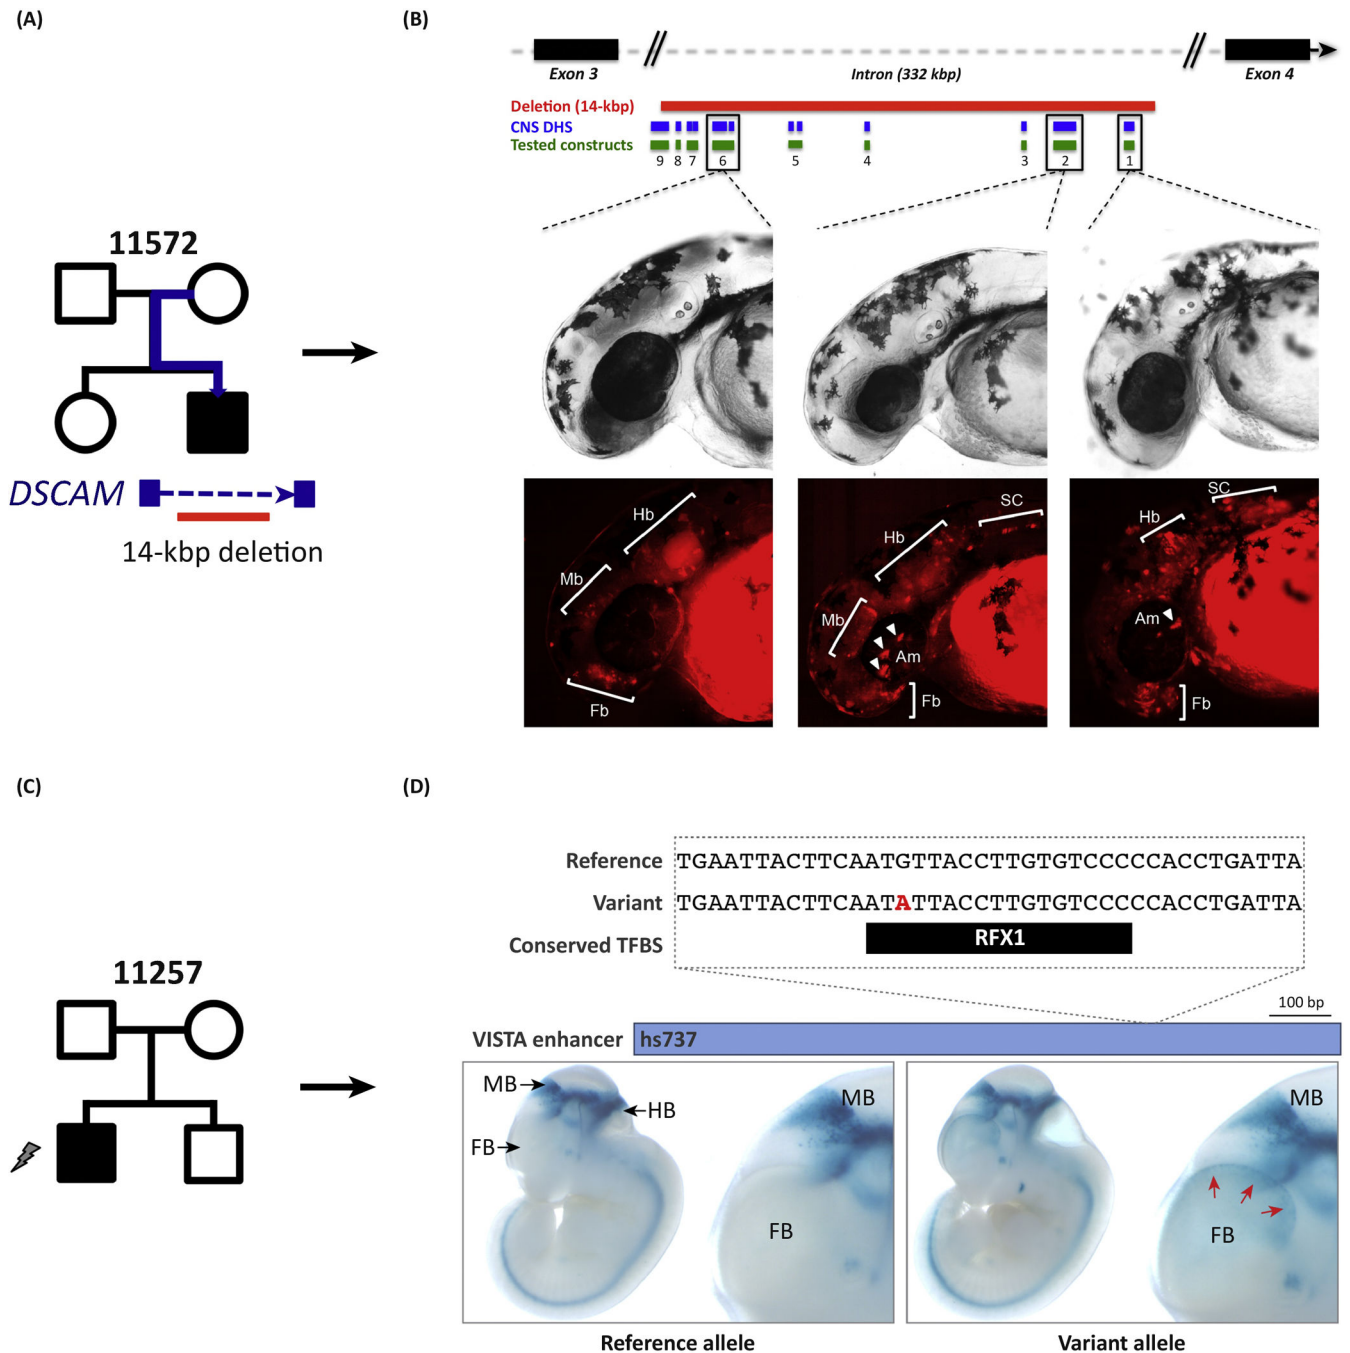 (A)
11572
DSCAM
14-kbp deletion
(B)
Exon 3
Intron (332 kbp)
Exon 4
Deletion (14-kbp)
CNS DHS
Tested constructs
9 8 7 6 5 4 3 2 1
Hb
Mb
Fb
SC
Hb
Mb
Am
Fb
SC
Hb
Am
Fb
(C)
11257
(D)
Reference TGAATTACTTCAATGTTACCTTGTGTCCCCCACCTGATTA
Variant TGAATTACTTCAATATTACCTTGTGTCCCCCACCTGATTA
Conserved TFBS RFX1
100 bp
VISTA enhancer hs737
MB
HB
FB
MB
FB
MB
FB
Reference allele
Variant allele